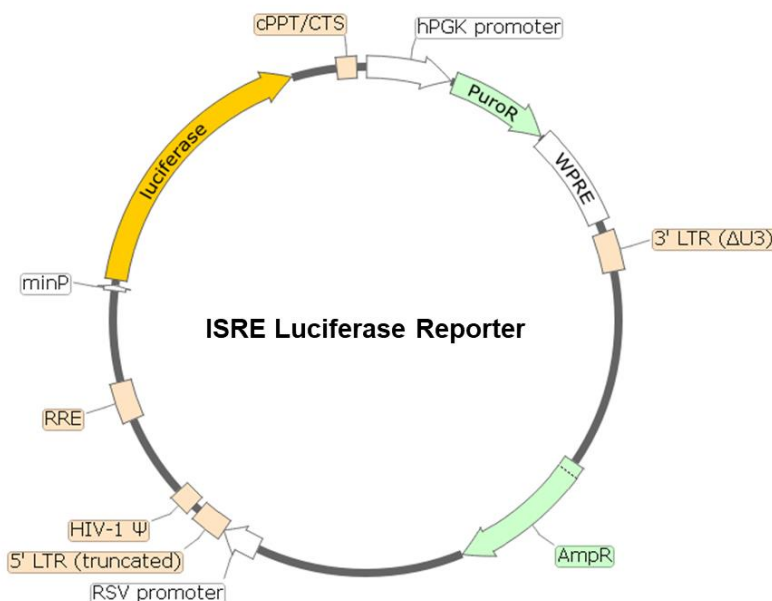 cPPT/CTS
hPGK promoter
PuroR
WPRE
luciferase
3' LTR (ΔU3)
minP
ISRE Luciferase Reporter
RRE
HIV-1 Ψ
5' LTR (truncated)
RSV promoter
AmpR